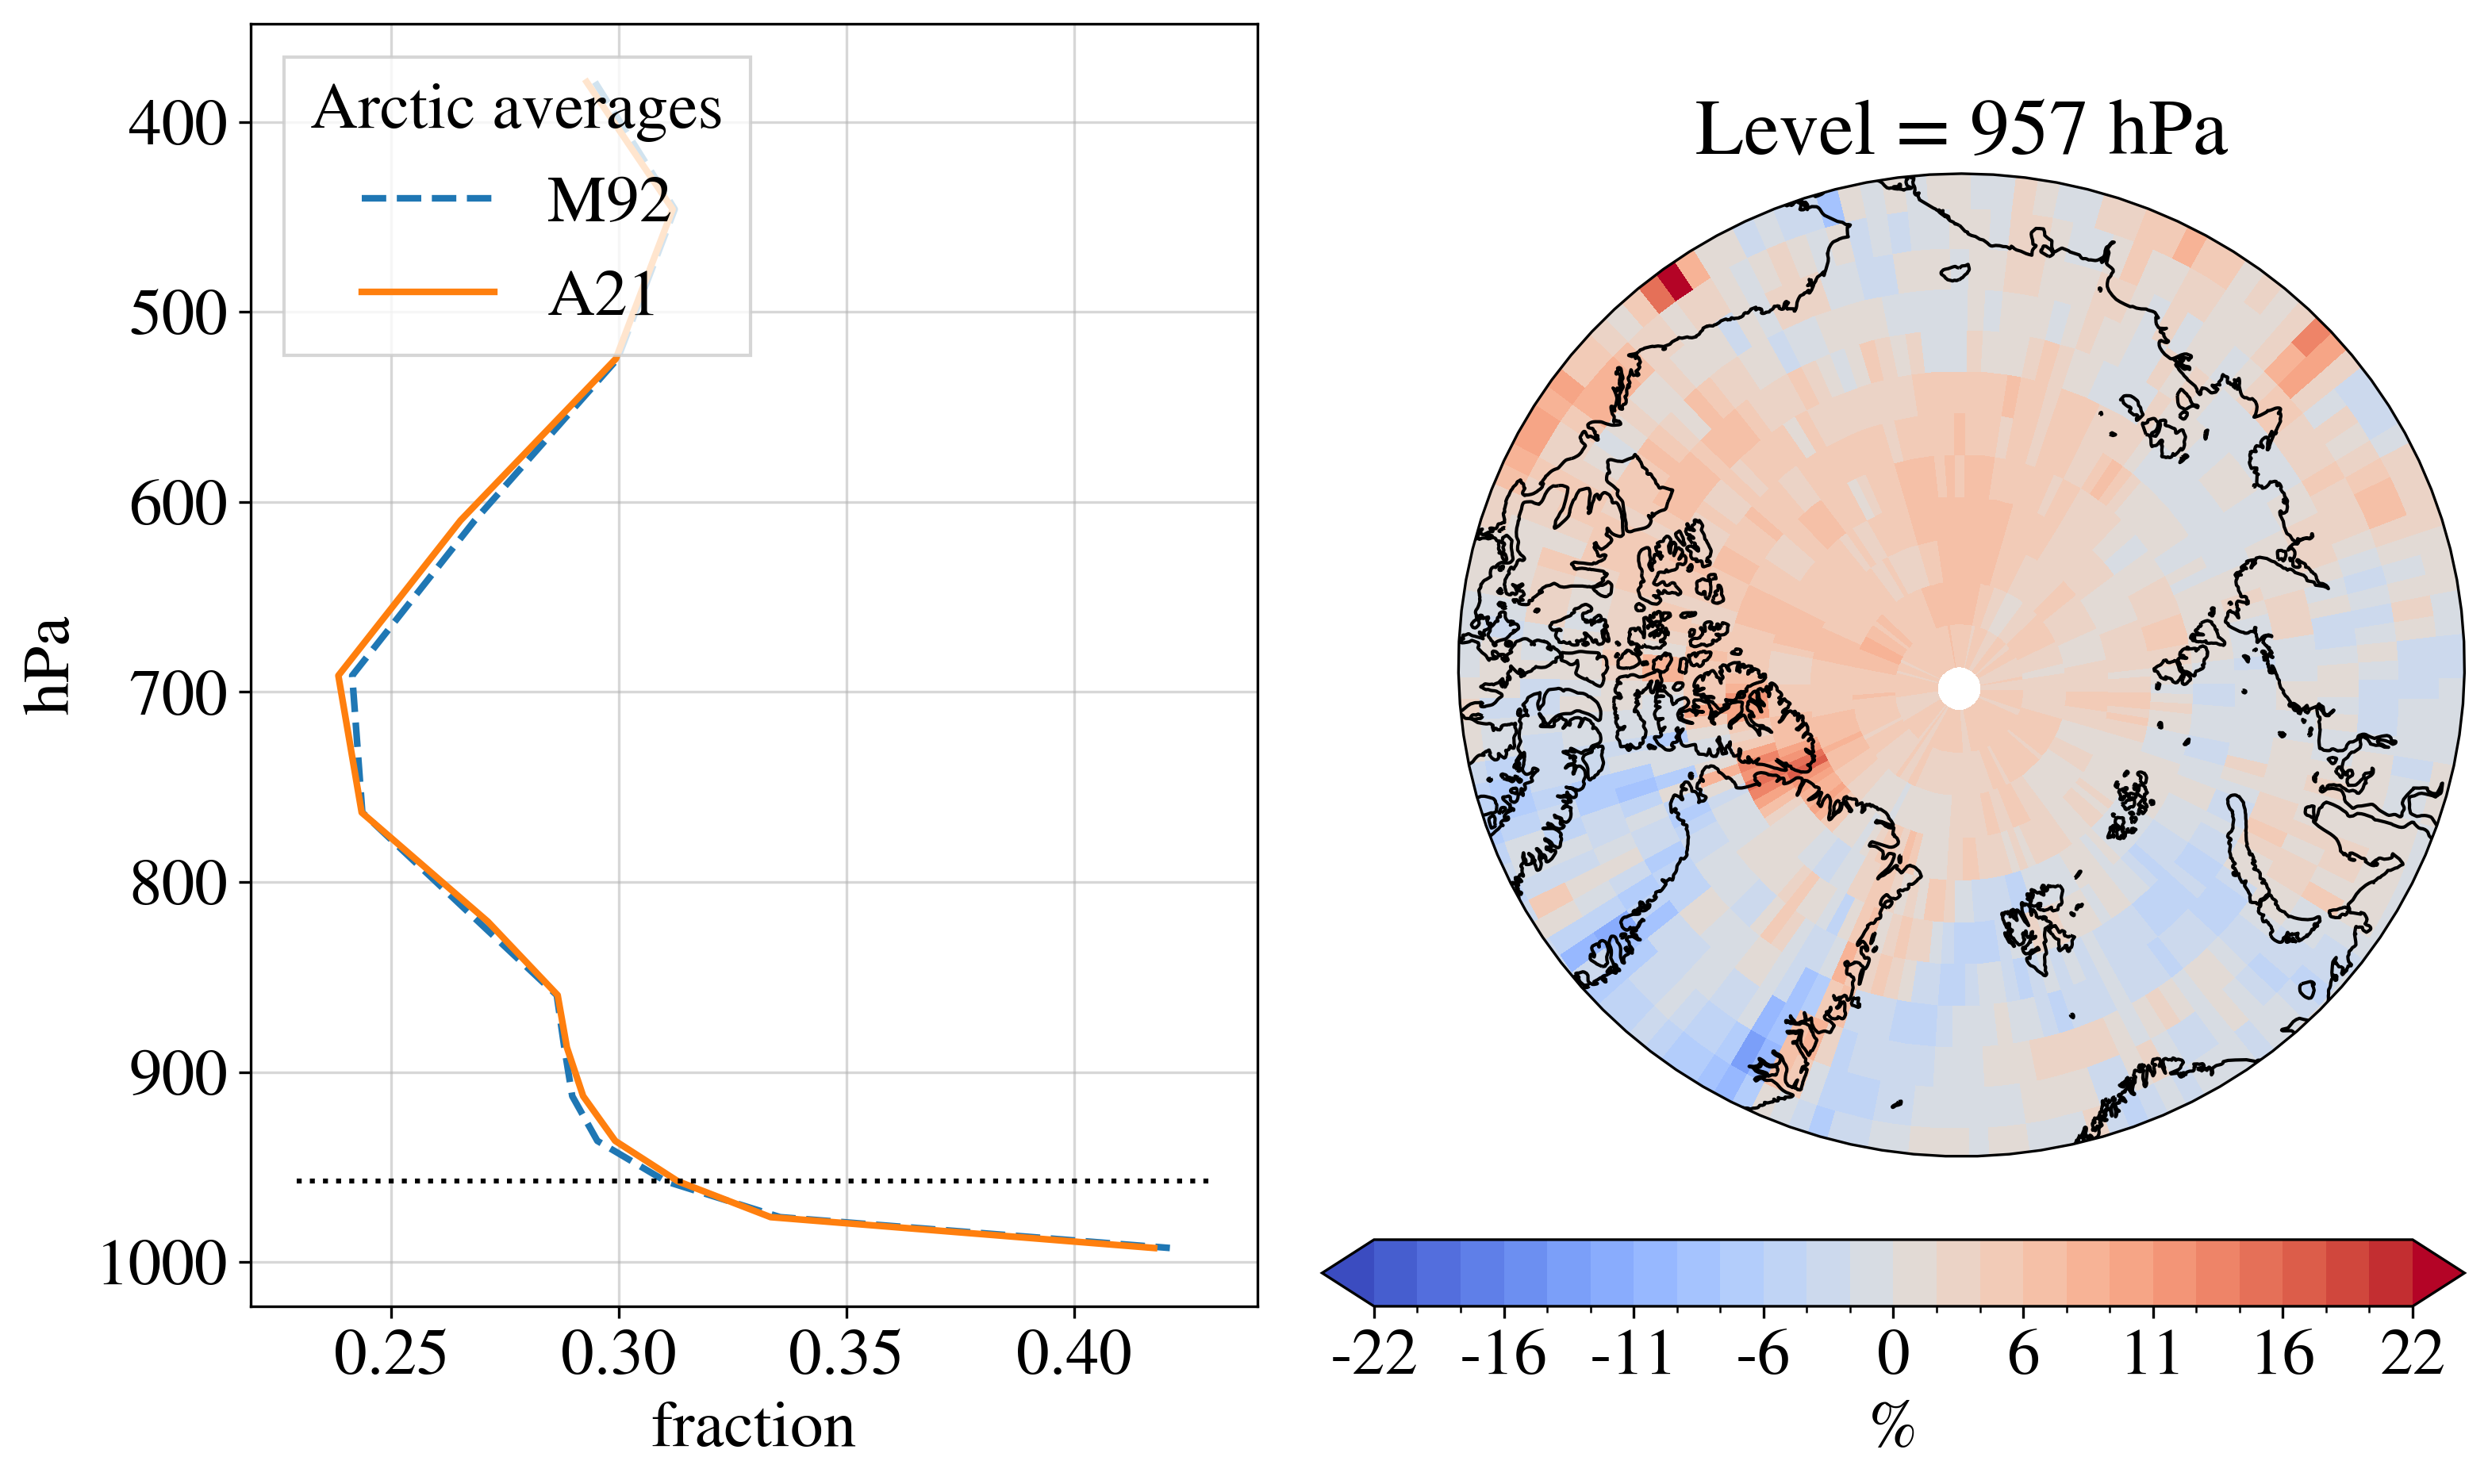 Arctic averages
M92
A21
400
500
600
700
800
900
1000
hPa
0.25 0.30 0.35 0.40
fraction
Level = 957 hPa
-22 -16 -11 -6 0 6 11 16 22
%